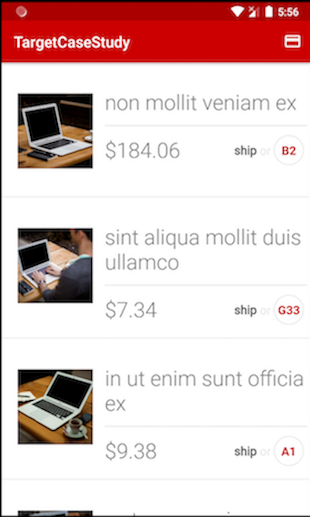 5:56
TargetCaseStudy
non mollit veniam ex
$184.06
ship or B2
sint aliqua mollit duis
ullamco
$7.34
ship or G33
in ut enim sunt officia
ex
$9.38
ship or A1